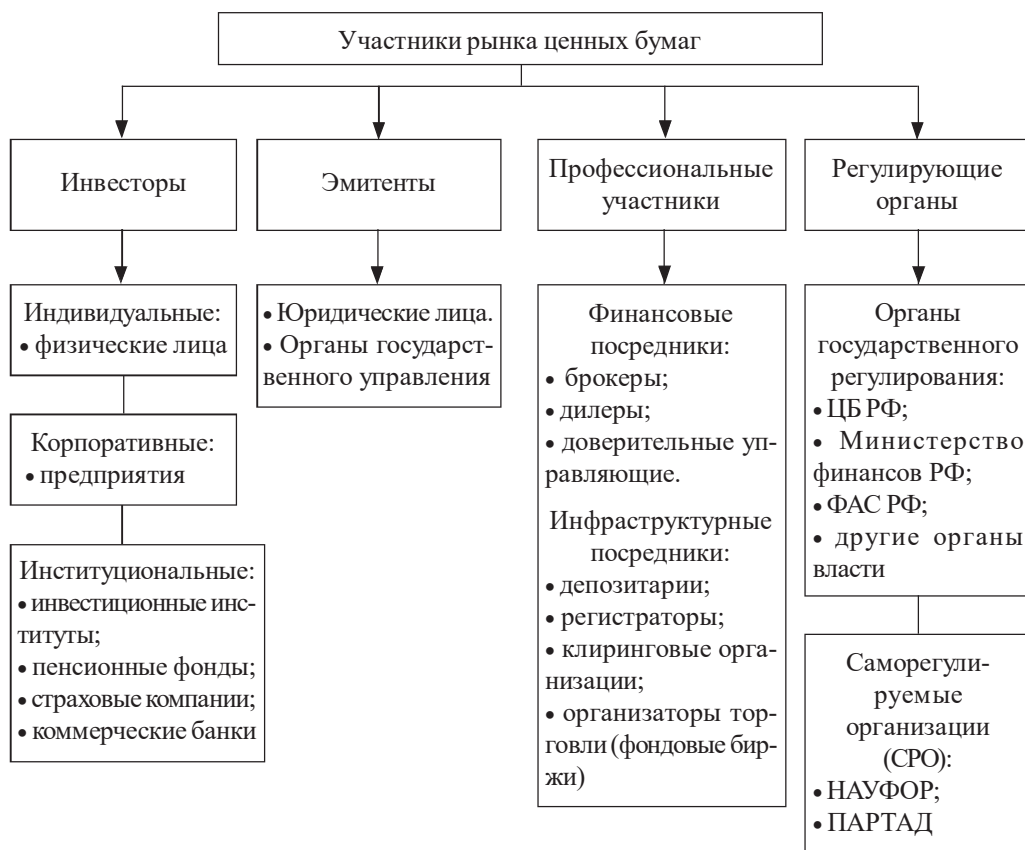 Участники рынка ценных бумаг
Инвесторы
Эмитенты
Профессиональные
участники
Регулирующие
органы
Индивидуальные:
• физические лица
Корпоративные:
• предприятия
Институциональные:
• инвестиционные инс-
титуты;
• пенсионные фонды;
• страховые компании;
• коммерческие банки
• Юридические лица.
• Органы государст-
венного управления
Финансовые
посредники:
• брокеры;
• дилеры;
• доверительные уп-
равляющие.
Инфраструктурные
посредники:
• депозитарии;
• регистраторы;
• клиринговые орга-
низации;
• организаторы тор-
говли (фондовые бир-
жи)
Органы
государственного
регулирования:
• ЦБ РФ;
• Министерство
финансов РФ;
• ФАС РФ;
• другие органы
власти
Саморегули-
руемые
организации
(СРО):
• НАУФОР;
• ПАРТАД